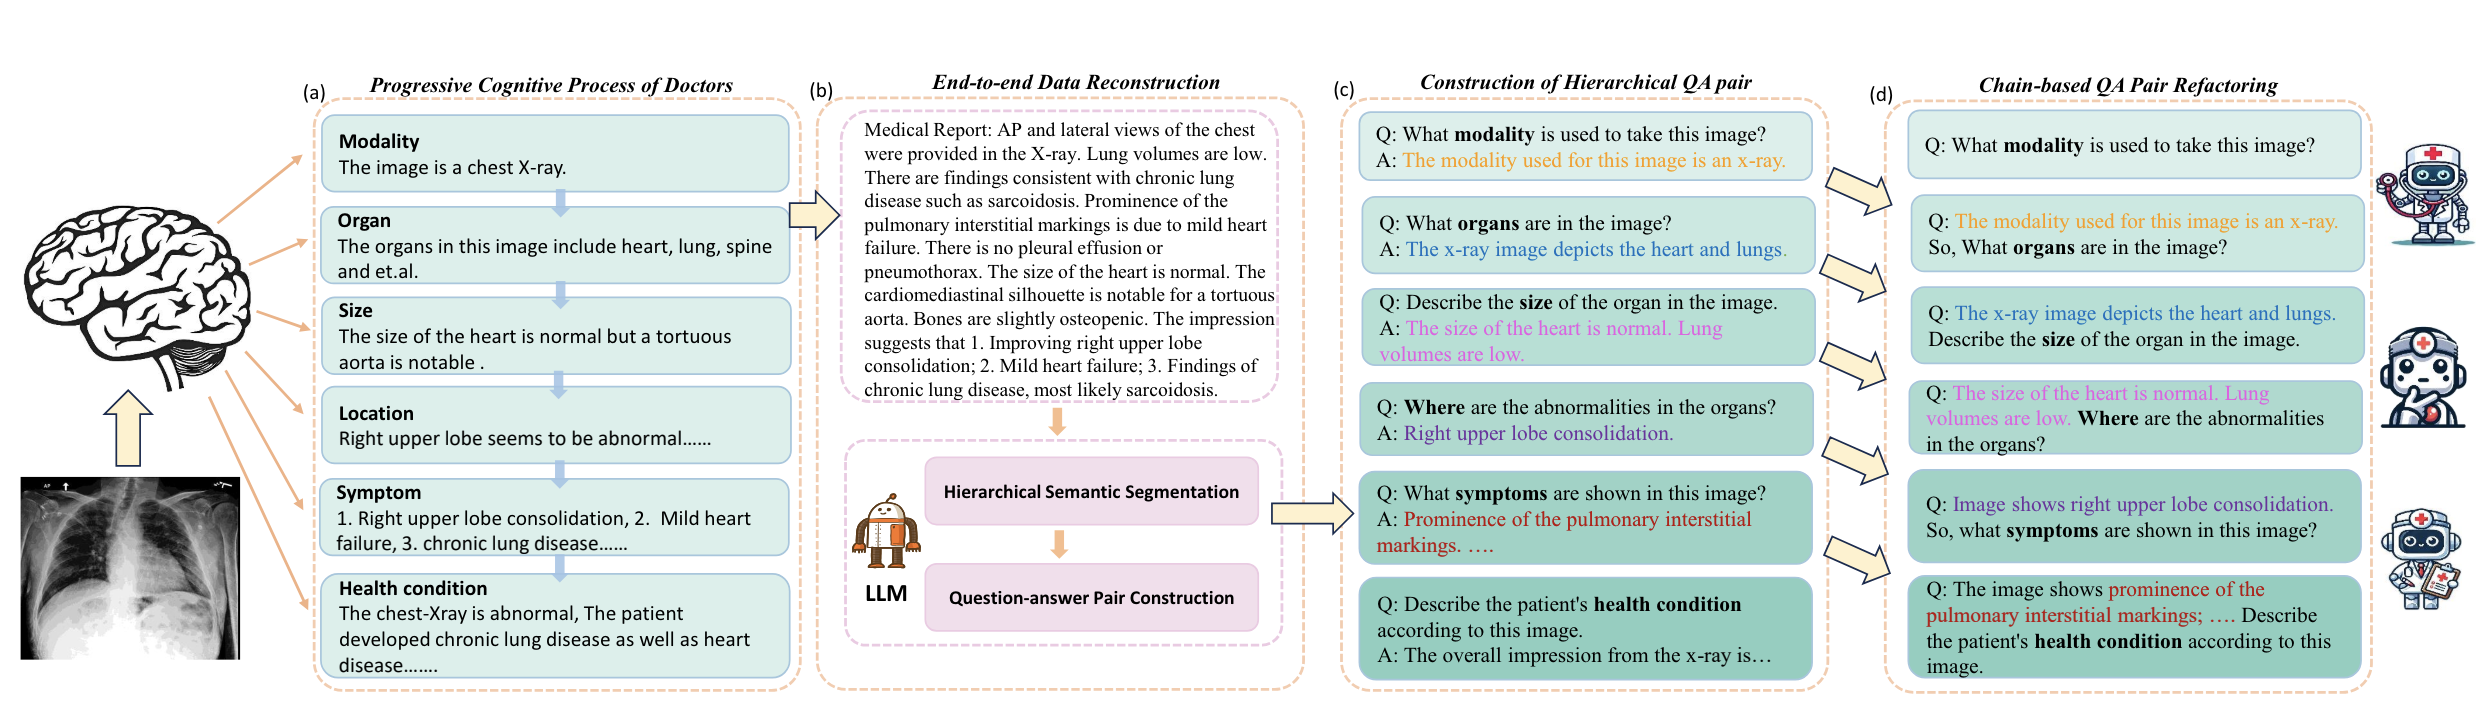 (a)
Progressive Cognitive Process of Doctors
Modality
The image is a chest X-ray.
Organ
The organs in this image include heart, lung, spine
and et.al.
Size
The size of the heart is normal but a tortuous
aorta is notable .
Location
Right upper lobe seems to be abnormal……
Symptom
1. Right upper lobe consolidation, 2. Mild heart
failure, 3. chronic lung disease……
Health condition
The chest-Xray is abnormal, The patient
developed chronic lung disease as well as heart
disease…….
AP
(b)
End-to-end Data Reconstruction
Medical Report: AP and lateral views of the chest
were provided in the X-ray. Lung volumes are low.
There are findings consistent with chronic lung
disease such as sarcoidosis. Prominence of the
pulmonary interstitial markings is due to mild heart
failure. There is no pleural effusion or
pneumothorax. The size of the heart is normal. The
cardiomediastinal silhouette is notable for a tortuous
aorta. Bones are slightly osteopenic. The impression
suggests that 1. Improving right upper lobe
consolidation; 2. Mild heart failure; 3. Findings of
chronic lung disease, most likely sarcoidosis.
LLM
Hierarchical Semantic Segmentation
Question-answer Pair Construction
(c)
Construction of Hierarchical QA pair
Q: What modality is used to take this image?
A: The modality used for this image is an x-ray.
Q: What organs are in the image?
A: The x-ray image depicts the heart and lungs.
Q: Describe the size of the organ in the image.
A: The size of the heart is normal. Lung
volumes are low.
Q: Where are the abnormalities in the organs?
A: Right upper lobe consolidation.
Q: What symptoms are shown in this image?
A: Prominence of the pulmonary interstitial
markings. ….
Q: Describe the patient's health condition
according to this image.
A: The overall impression from the x-ray is…
(d)
Chain-based QA Pair Refactoring
Q: What modality is used to take this image?
Q: The modality used for this image is an x-ray.
So, What organs are in the image?
Q: The x-ray image depicts the heart and lungs.
Describe the size of the organ in the image.
Q: The size of the heart is normal. Lung
volumes are low. Where are the abnormalities
in the organs?
Q: Image shows right upper lobe consolidation.
So, what symptoms are shown in this image?
Q: The image shows prominence of the
pulmonary interstitial markings; …. Describe
the patient's health condition according to this
image.